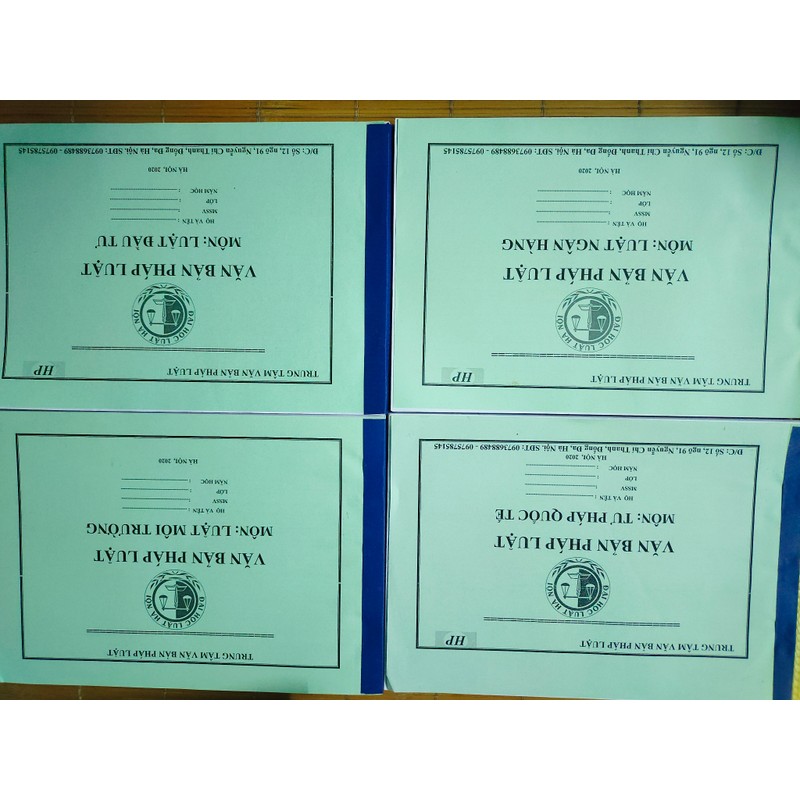 TRUNG TÂM VĂN BẢN PHÁP LUẬT
HP
ĐẠI HỌC LUẬT HÀ NỘI
VĂN BẢN PHÁP LUẬT
MÔN: TƯ PHÁP QUỐC TẾ
HỌ VÀ TÊN :
MSSV :
LỚP :
NĂM HỌC :
HÀ NỘI, 2020
Đ/C: Số 12, ngõ 91, Nguyễn Chí Thanh, Đống Đa Hà, Nội. SĐT: 0973688489 - 0975785145
TRUNG TÂM VĂN BẢN PHÁP LUẬT
ĐẠI HỌC LUẬT HÀ NỘI
VĂN BẢN PHÁP LUẬT
MÔN: LUẬT MÔI TRƯỜNG
HỌ VÀ TÊN :
MSSV :
LỚP :
NĂM HỌC :
HÀ NỘI, 2020
TRUNG TÂM VĂN BẢN PHÁP LUẬT
HP
ĐẠI HỌC LUẬT HÀ NỘI
VĂN BẢN PHÁP LUẬT
MÔN: LUẬT NGÂN HÀNG
HỌ VÀ TÊN :
MSSV :
LỚP :
NĂM HỌC :
HÀ NỘI, 2020
Đ/C: Số 12, ngõ 91, Nguyễn Chí Thanh, Đống Đa Hà, Nội. SĐT: 0973688489 - 0975785145
TRUNG TÂM VĂN BẢN PHÁP LUẬT
HP
ĐẠI HỌC LUẬT HÀ NỘI
VĂN BẢN PHÁP LUẬT
MÔN: LUẬT ĐẦU TƯ
HỌ VÀ TÊN :
MSSV :
LỚP :
NĂM HỌC :
HÀ NỘI, 2020
Đ/C: Số 12, ngõ 91, Nguyễn Chí Thanh, Đống Đa Hà, Nội. SĐT: 0973688489 - 0975785145